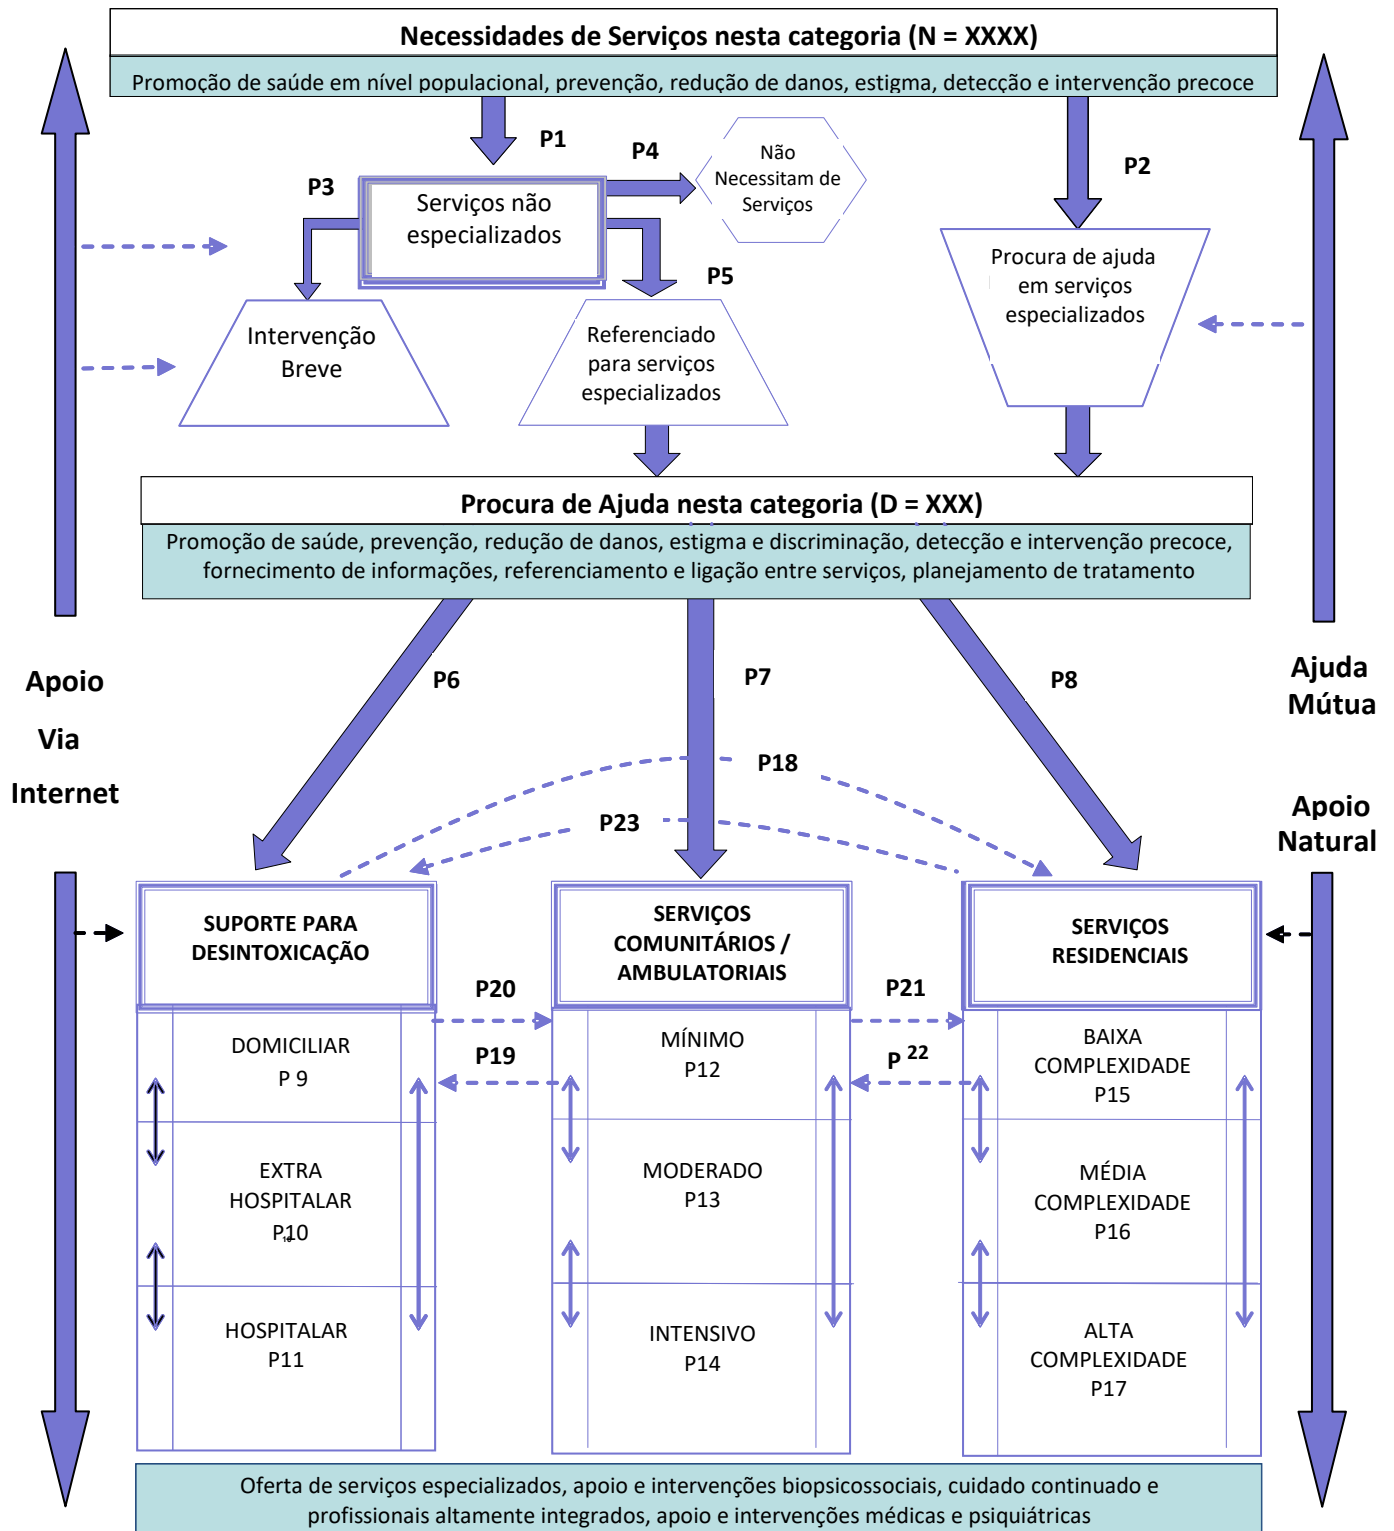 Necessidades de Serviços nesta categoria (N = XXXX)
Promoção de saúde em nível populacional, prevenção, redução de danos, estigma, detecção e intervenção precoce
P1
P4
Não
Necessitam de
Serviços
P2
P3
Serviços não
especializados
P5
Procura de ajuda
em serviços
especializados
Intervenção
Breve
Referenciado
para serviços
especializados
Procura de Ajuda nesta categoria (D = XXX)
Promoção de saúde, prevenção, redução de danos, estigma e discriminação, detecção e intervenção precoce,
fornecimento de informações, referenciamento e ligação entre serviços, planejamento de tratamento
Apoio
Via
Internet
P6
P7
P8
Ajuda
Mútua
Apoio
Natural
P18
P23
SUPORTE PARA
DESINTOXICAÇÃO
SERVIÇOS
COMUNITÁRIOS /
AMBULATORIAIS
SERVIÇOS
RESIDENCIAIS
P20
P21
P19
P 22
DOMICILIAR
P 9
MÍNIMO
P12
BAIXA
COMPLEXIDADE
P15
EXTRA
HOSPITALAR
P10
MODERADO
P13
MÉDIA
COMPLEXIDADE
P16
HOSPITALAR
P11
INTENSIVO
P14
ALTA
COMPLEXIDADE
P17
Oferta de serviços especializados, apoio e intervenções biopsicossociais, cuidado continuado e
profissionais altamente integrados, apoio e intervenções médicas e psiquiátricas